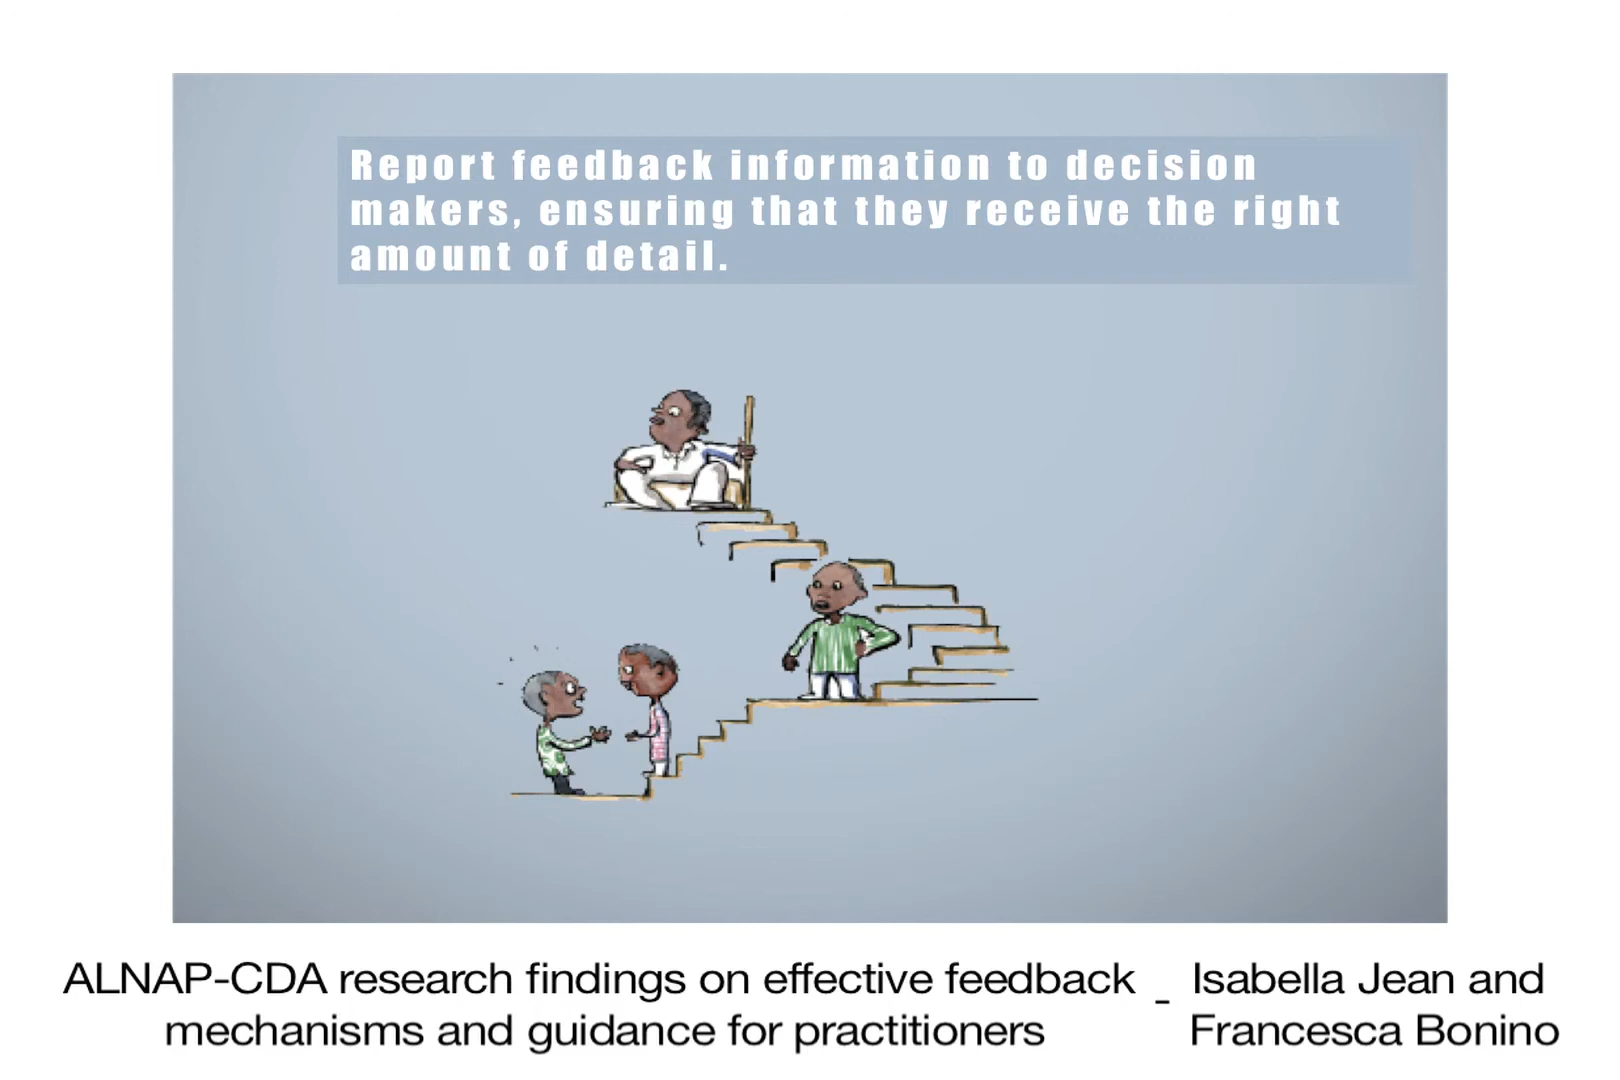 Report feedback information to decision
makers, ensuring that they receive the right
amount of detail.
ALNAP-CDA research findings on effective feedback
mechanisms and guidance for practitioners
-
Isabella Jean and
Francesca Bonino